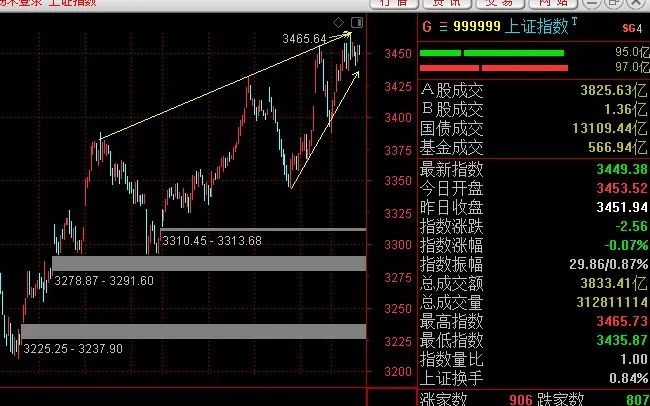 未登录 上证指数
行 情
资 讯
交 易
网 站
3465.64
3450
3425
3400
3375
3350
3325
3300
3275
3250
3225
3200
3310.45 - 3313.68
3278.87 - 3291.60
3225.25 - 3237.90
G 999999 上证指数 T
SG4
95.0亿
97.0亿
A股成交 3825.63亿
B股成交 1.36亿
国债成交 13109.44亿
基金成交 566.94亿
最新指数 3449.38
今日开盘 3453.52
昨日收盘 3451.94
指数涨跌 -2.56
指数涨幅 -0.07%
指数振幅 29.86/0.87%
总成交额 3833.41亿
总成交量 312811114
最高指数 3465.73
最低指数 3435.87
指数量比 1.00
上证换手 0.84%
涨家数 906 跌家数 807